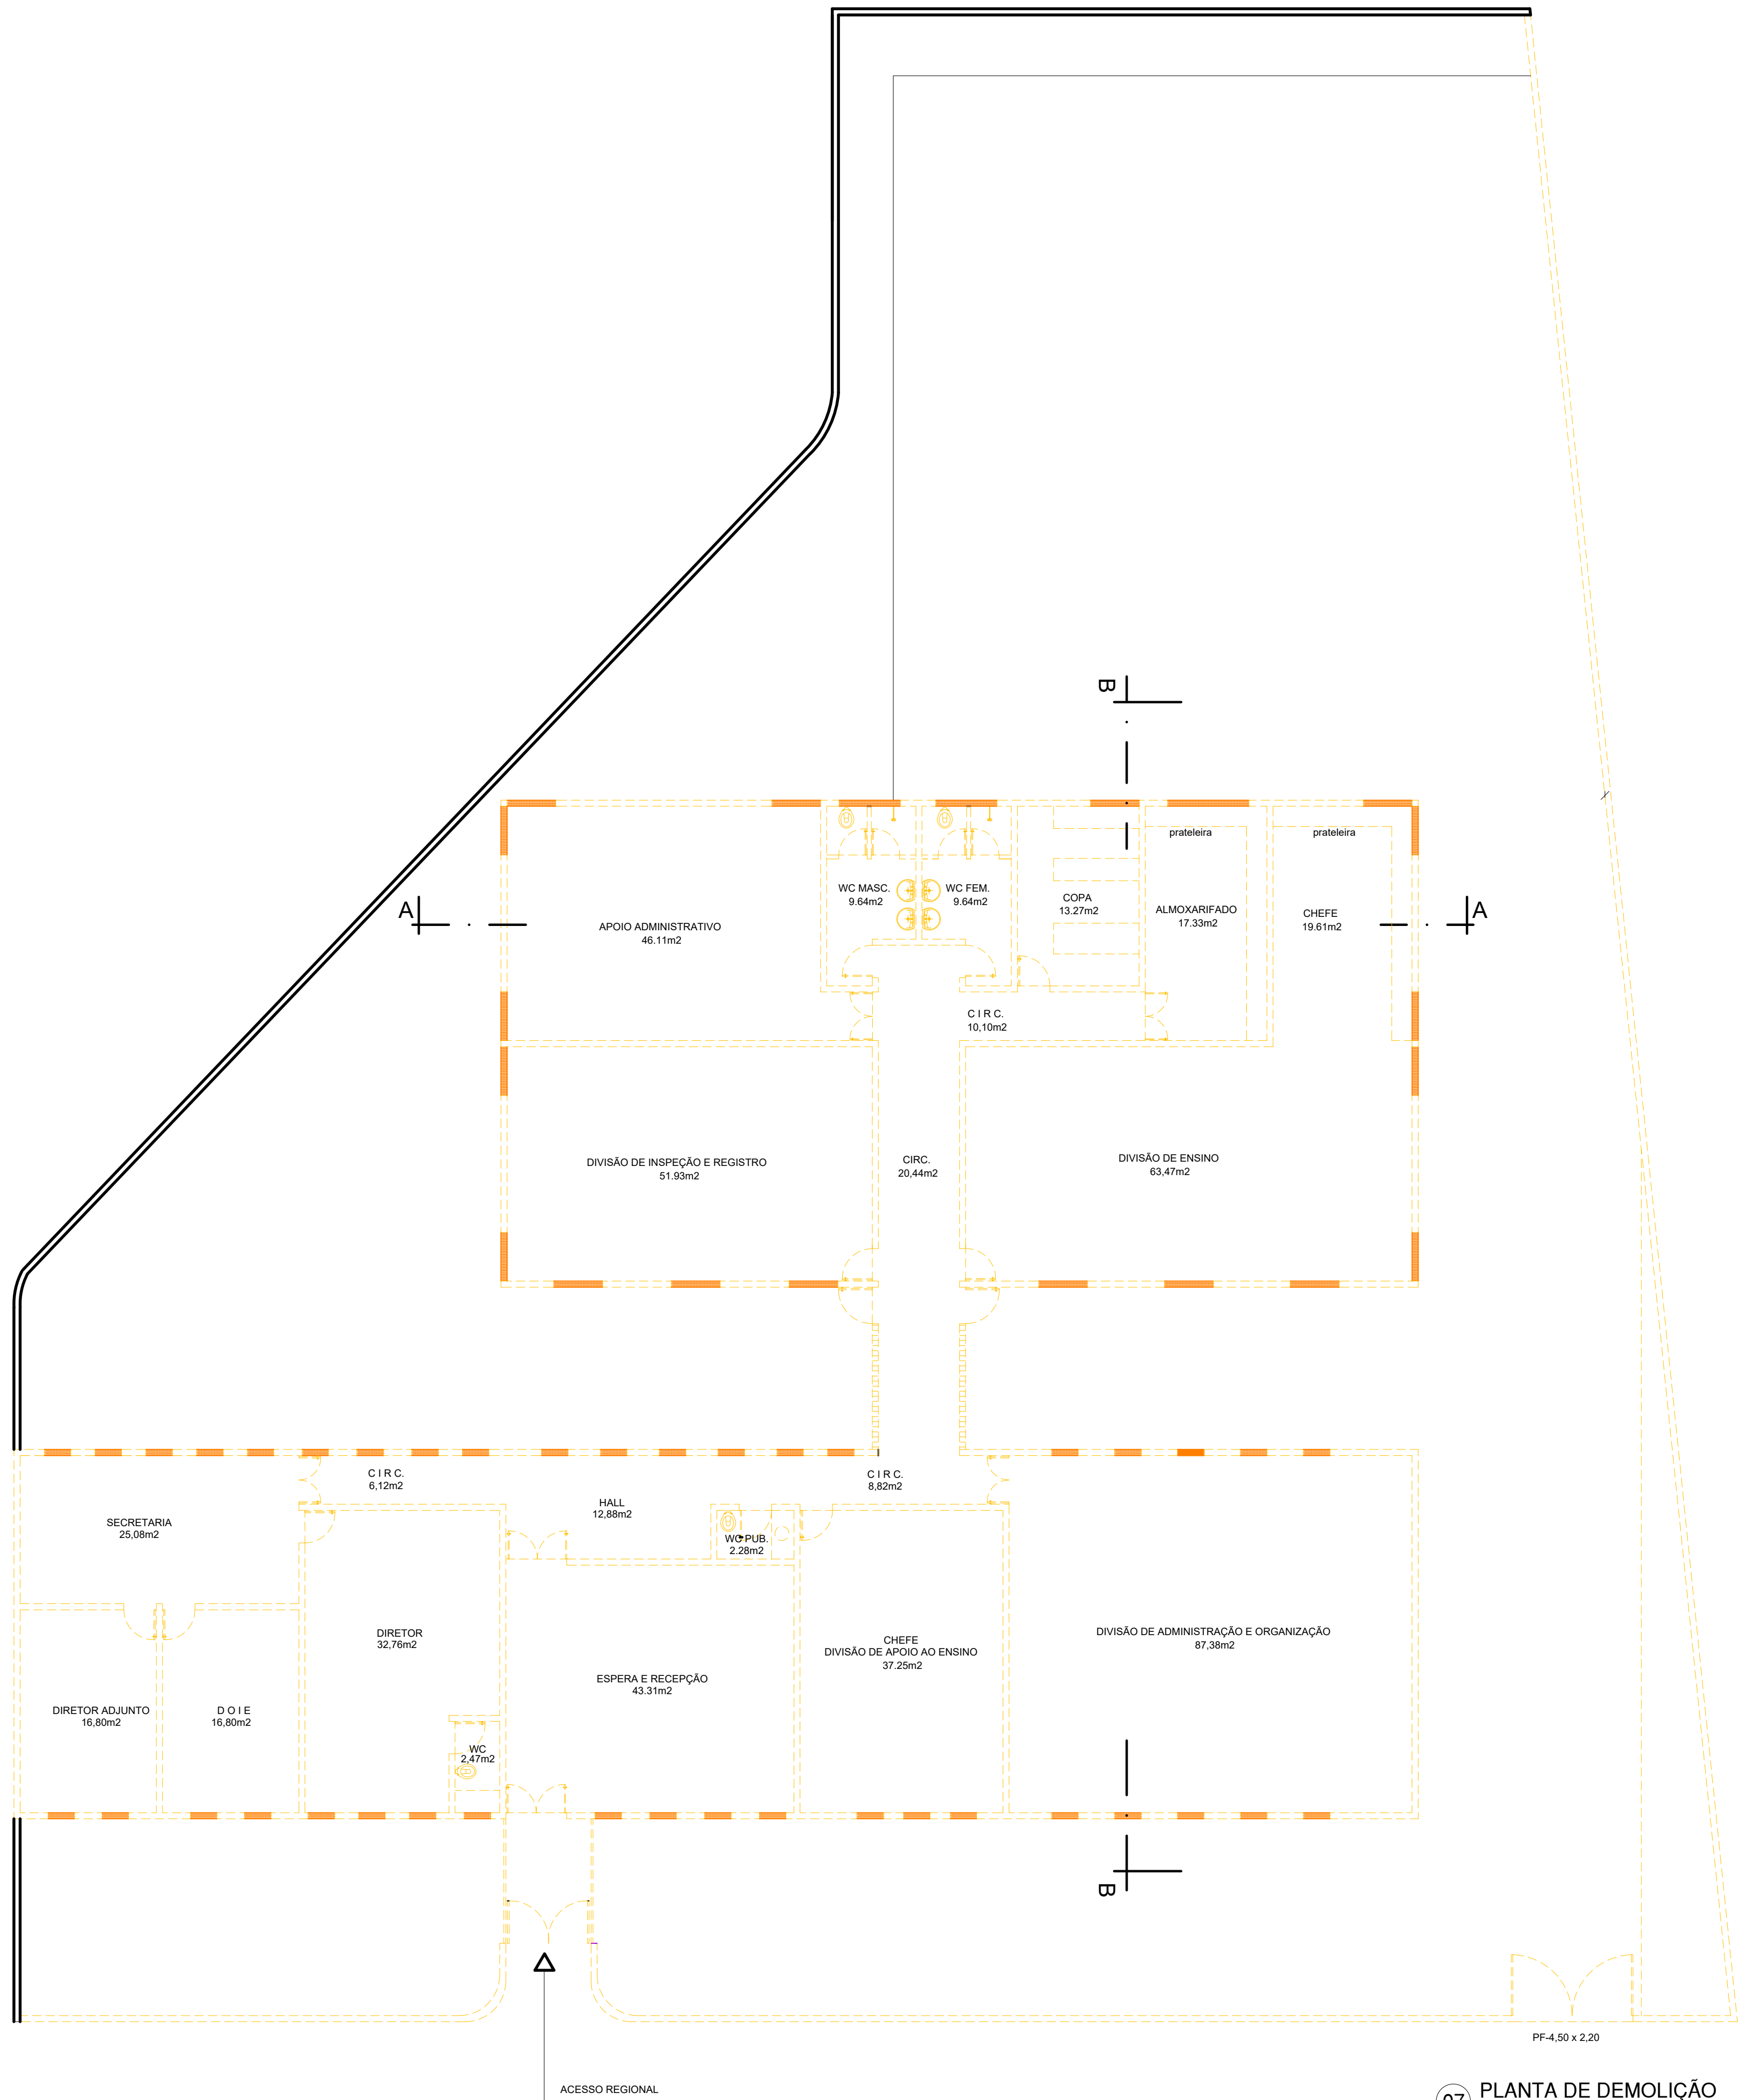 B
prateleira
prateleira
WC MASC.
9.64m2
WC FEM.
9.64m2
COPA
13.27m2
ALMOXARIFADO
17.33m2
CHEFE
19.61m2
A
A
APOIO ADMINISTRATIVO
46.11m2
C I R C.
10,10m2
DIVISÃO DE INSPEÇÃO E REGISTRO
51.93m2
CIRC.
20,44m2
DIVISÃO DE ENSINO
63,47m2
C I R C.
6,12m2
C I R C.
8,82m2
HALL
12,88m2
SECRETARIA
25,08m2
WC PUB.
2.28m2
DIRETOR
32,76m2
CHEFE
DIVISÃO DE APOIO AO ENSINO
37.25m2
DIVISÃO DE ADMINISTRAÇÃO E ORGANIZAÇÃO
87,38m2
ESPERA E RECEPÇÃO
43.31m2
DIRETOR ADJUNTO
16,80m2
D O I E
16,80m2
WC
2,47m2
B
PF-4,50 x 2,20
ACESSO REGIONAL
07 PLANTA DE DEMOLIÇÃO